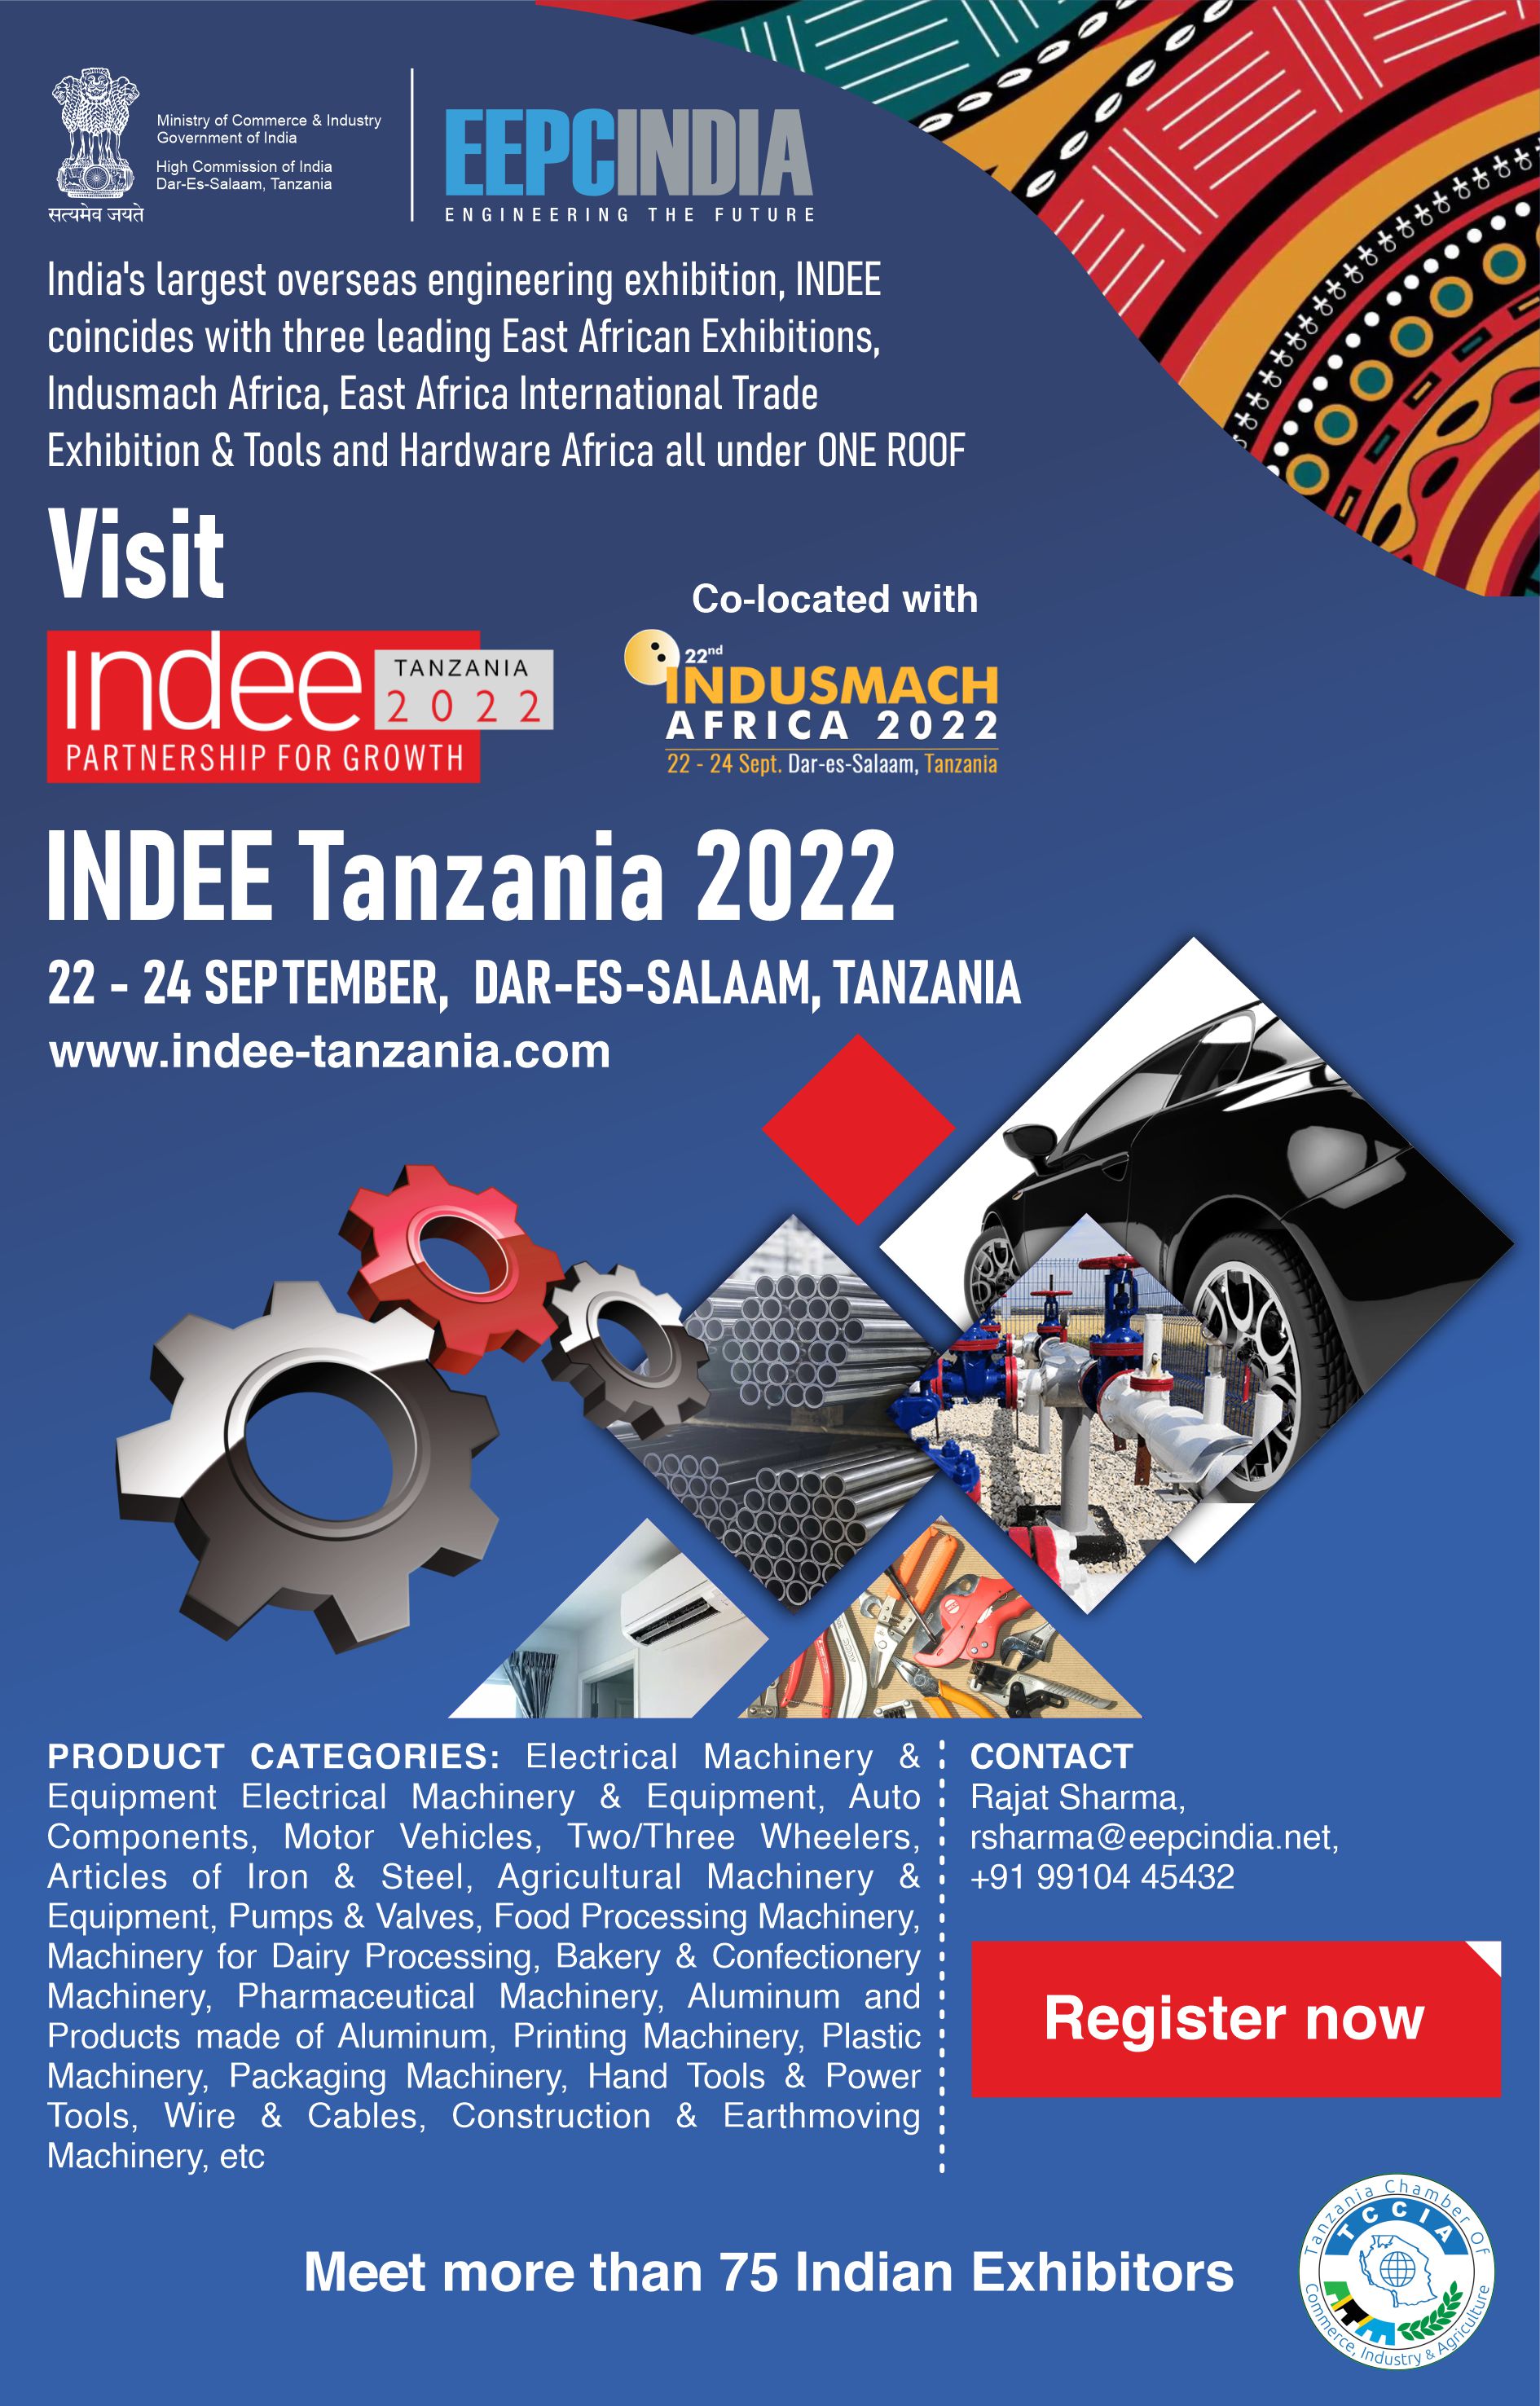 Ministry of Commerce & Industry
Government of India
High Commission of India
Dar-Es-Salaam, Tanzania
सत्यमेव जयते
EEPCINDIA
ENGINEERING THE FUTURE
India's largest overseas engineering exhibition, INDEE
coincides with three leading East African Exhibitions,
Indusmach Africa, East Africa International Trade
Exhibition & Tools and Hardware Africa all under ONE ROOF
Visit
indee
TANZANIA
2022
PARTNERSHIP FOR GROWTH
Co-located with
22nd
INDUSMACH
AFRICA 2022
22 - 24 Sept. Dar-es-Salaam, Tanzania
INDEE Tanzania 2022
22 - 24 SEPTEMBER, DAR-ES-SALAAM, TANZANIA
www.indee-tanzania.com
PRODUCT CATEGORIES: Electrical Machinery &
Equipment Electrical Machinery & Equipment, Auto
Components, Motor Vehicles, Two/Three Wheelers,
Articles of Iron & Steel, Agricultural Machinery &
Equipment, Pumps & Valves, Food Processing Machinery,
Machinery for Dairy Processing, Bakery & Confectionery
Machinery, Pharmaceutical Machinery, Aluminum and
Products made of Aluminum, Printing Machinery, Plastic
Machinery, Packaging Machinery, Hand Tools & Power
Tools, Wire & Cables, Construction & Earthmoving
Machinery, etc
CONTACT
Rajat Sharma,
rsharma@eepcindia.net,
+91 99104 45432
Register now
Meet more than 75 Indian Exhibitors
Tanzania Chamber Of
TCCIA
Commerce, Industry & Agriculture